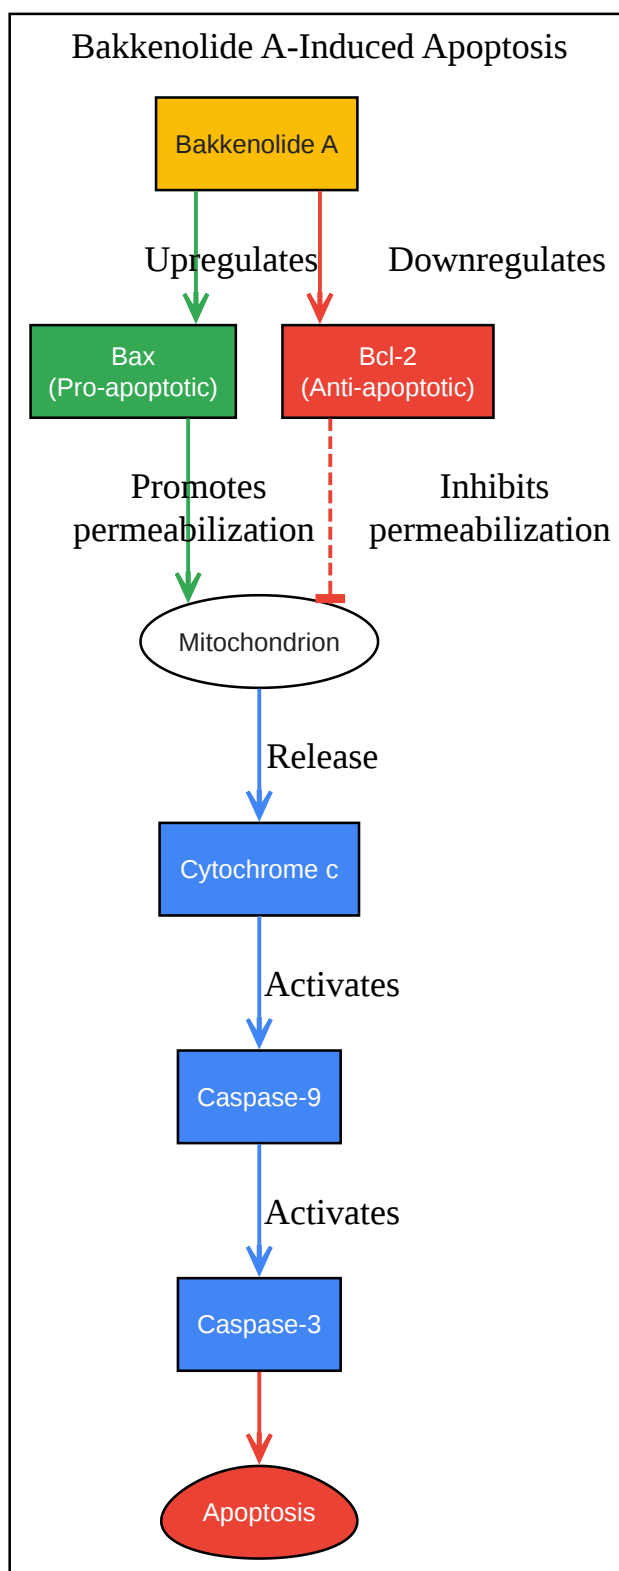 Bakkenolide A-Induced Apoptosis
Bakkenolide A
Upregulates
Downregulates
Bax
(Pro-apoptotic)
Bcl-2
(Anti-apoptotic)
Promotes
permeabilization
Inhibits
permeabilization
Mitochondrion
Release
Cytochrome c
Activates
Caspase-9
Activates
Caspase-3
Apoptosis